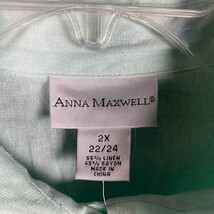 ANNA MAXWELL®
2X
22/24
55% LINEN
45% RAYON
MADE IN
CHINA